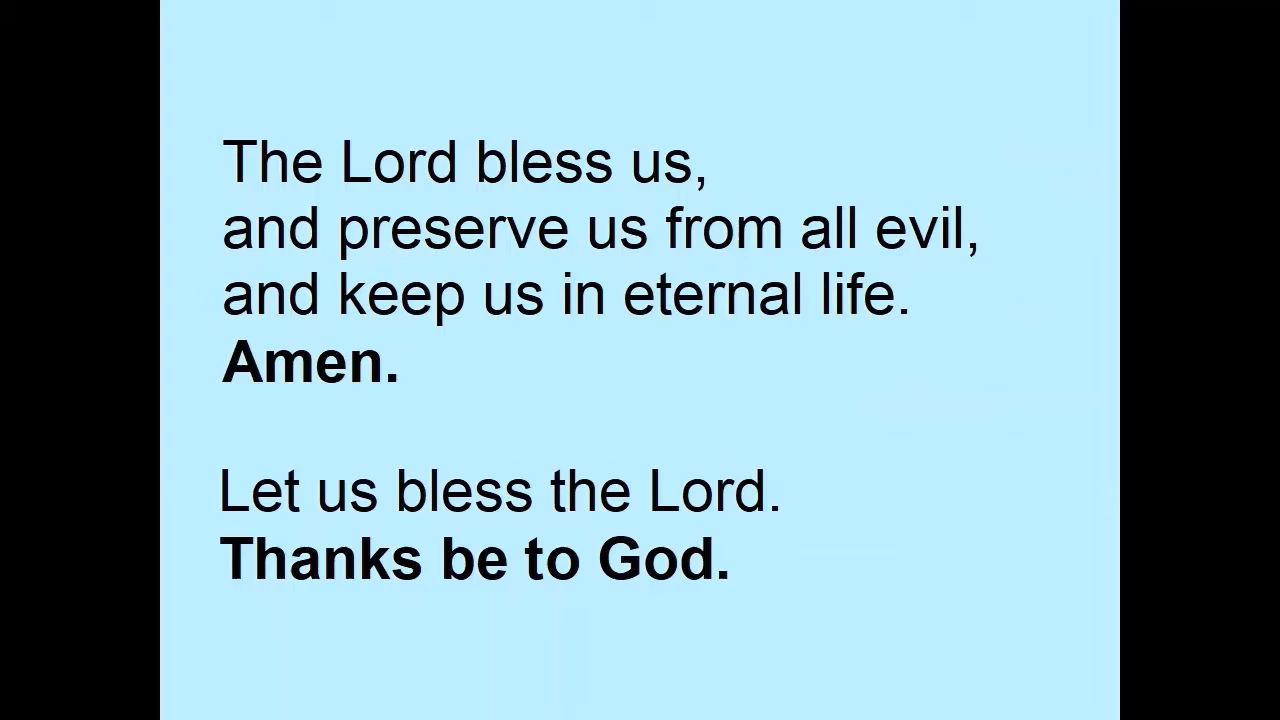 The Lord bless us,
and preserve us from all evil,
and keep us in eternal life.
Amen.
Let us bless the Lord.
Thanks be to God.